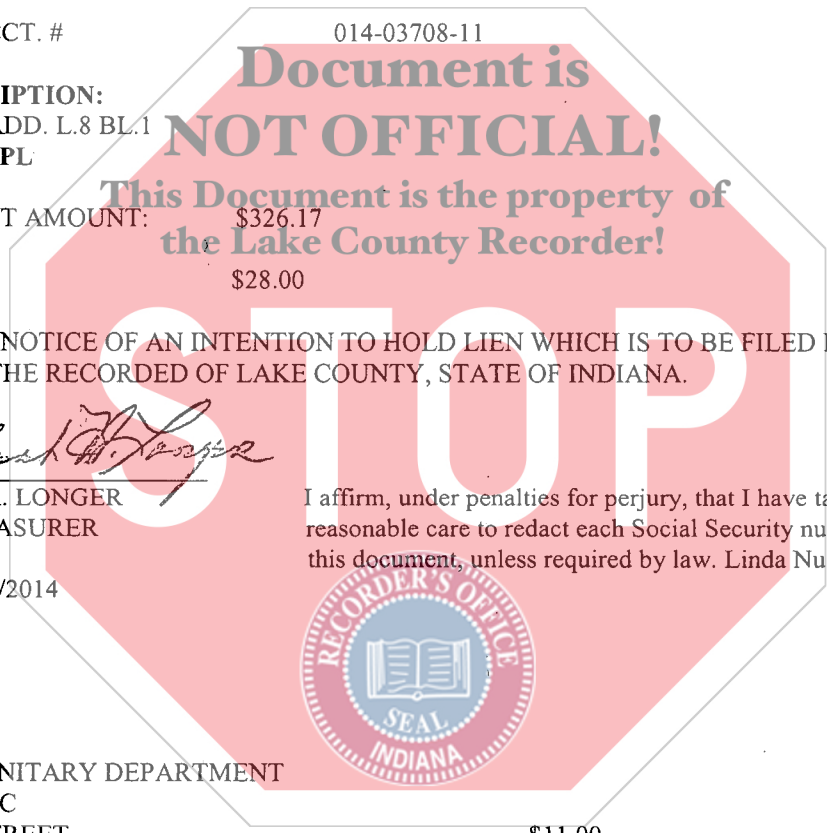 CT. # 014-03708-11
Document is
IPTION:
ADD. L.8 BL.1
NOT OFFICIAL!
PL
This Document is the property of
T AMOUNT: $326.17
the Lake County Recorder!
$28.00
STOP
NOTICE OF AN INTENTION TO HOLD LIEN WHICH IS TO BE FILED
THE RECORDED OF LAKE COUNTY, STATE OF INDIANA.
. LONGER I affirm, under penalties for perjury, that I have ta
ASURER reasonable care to redact each Social Security nu
this document, unless required by law. Linda Nu
/2014
RECORDER'S OFFICE
SEAL
INDIANA
NITARY DEPARTMENT
C
TREET $11.00